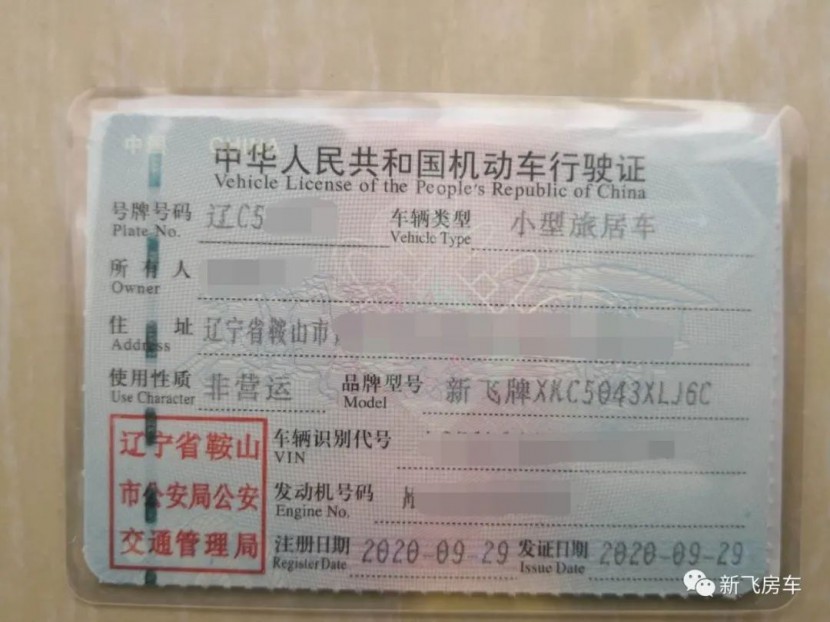 中国 CHINA
中华人民共和国机动车行驶证
Vehicle License of the People's Republic of China
号牌号码 辽C5 车辆类型 小型旅居车
Plate No. Vehicle Type
所有人
Owner
住址 辽宁省鞍山市
Address
使用性质 非营运 品牌型号 新飞牌XKC5043XLJ6C
Use Character Model
辽宁省鞍山
市公安局公安
交通管理局
车辆识别代号
VIN
发动机号码
Engine No.
注册日期 2020-09-29 发证日期 2020-09-29
Register Date Issue Date
新飞房车